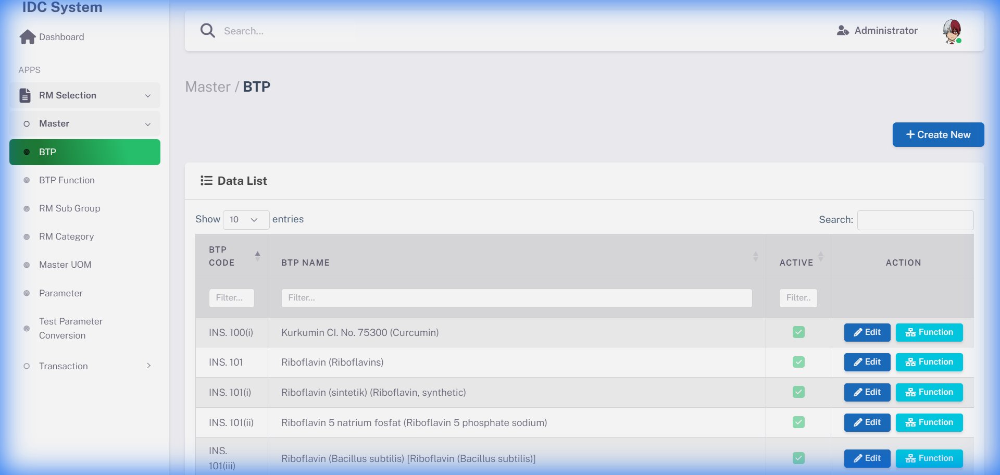 IDC System
Dashboard
APPS
RM Selection
Master
BTP
BTP Function
RM Sub Group
RM Category
Master UOM
Parameter
Test Parameter
Conversion
Transaction
Search...
Administrator
Master / BTP
+ Create New
Data List
Show 10 entries
Search:
BTP
CODE
BTP NAME
ACTIVE
ACTION
Filter...
Filter...
Filter..
INS. 100(i)
Kurkumin CI. No. 75300 (Curcumin)
Edit
Function
INS. 101
Riboflavin (Riboflavins)
Edit
Function
INS. 101(i)
Riboflavin (sintetik) (Riboflavin, synthetic)
Edit
Function
INS. 101(ii)
Riboflavin 5 natrium fosfat (Riboflavin 5 phosphate sodium)
Edit
Function
INS.
101(iii)
Riboflavin (Bacillus subtilis) [Riboflavin (Bacillus subtilis)]
Edit
Function